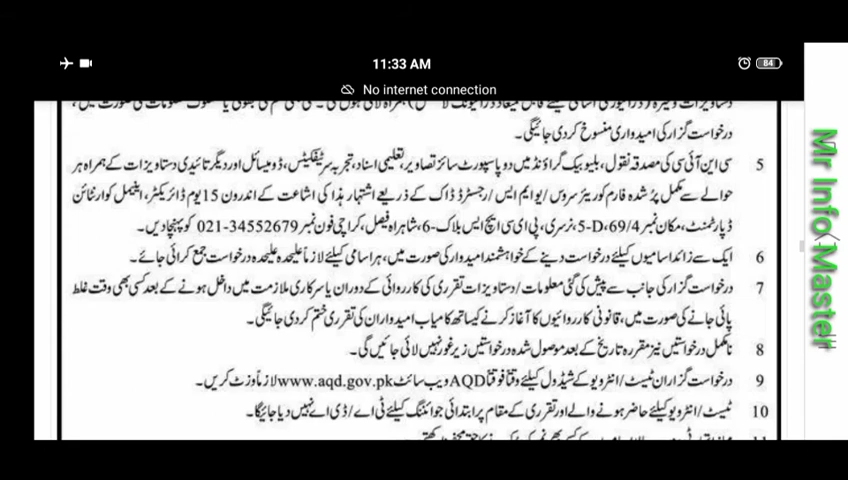 11:33 AM
84
No internet connection
درخواست گزار کی امیدواری منسوخ کردی جائیگی۔
5 سی این آئی سی کی مصدقہ نقول، بلیو بیک گراؤنڈ میں دو پاسپورٹ سائز تصاویر، تعلیمی اسناد، تجربہ سرٹیفکیٹس، ڈومیسائل اور دیگر تائیدی دستاویزات کے ہمراہ ہر
حوالے سے مکمل پُر شدہ فارم کوریئر سروس/یو ایم ایس/رجسٹرڈ ڈاک کے ذریعے اشتہار ہذا کی اشاعت کے اندرون 15 یوم ڈائریکٹر، اینیمل کوارنٹائن
ڈپارٹمنٹ، مکان نمبر 69/4،5-D، نرسری، پی ای سی ایچ ایس بلاک-6، شاہراہ فیصل، کراچی فون نمبر 34552679-021 کو پہنچادیں۔
6 ایک سے زائد اسامیوں کیلئے درخواست دینے کے خواہشمند امیدوار کی صورت میں، ہر اسامی کیلئے لازماً علیحدہ علیحدہ درخواست جمع کرائی جائے۔
7 درخواست گزار کی جانب سے پیش کی گئی معلومات/دستاویزات تقرری کی کارروائی کے دوران یا سرکاری ملازمت میں داخل ہونے کے بعد کسی بھی وقت غلط
پائی جانے کی صورت میں، قانونی کارروائیوں کا آغاز کرنے کیساتھ کامیاب امیدواران کی تقرری ختم کردی جائیگی۔
8 نامکمل درخواستیں نیز مقررہ تاریخ کے بعد موصول شدہ درخواستیں زیر غور نہیں لائی جائیں گی۔
9 درخواست گزاران ٹیسٹ/انٹرویو کے شیڈول کیلئے وقتاً فوقتاً AQD ویب سائٹ www.aqd.gov.pk لازماً وزٹ کریں۔
10 ٹیسٹ/انٹرویو کیلئے حاضر ہونے والے اور تقرری کے مقام پر ابتدائی جوائننگ کیلئے ٹی اے/ڈی اے نہیں دیا جائیگا۔
Mr Info Master